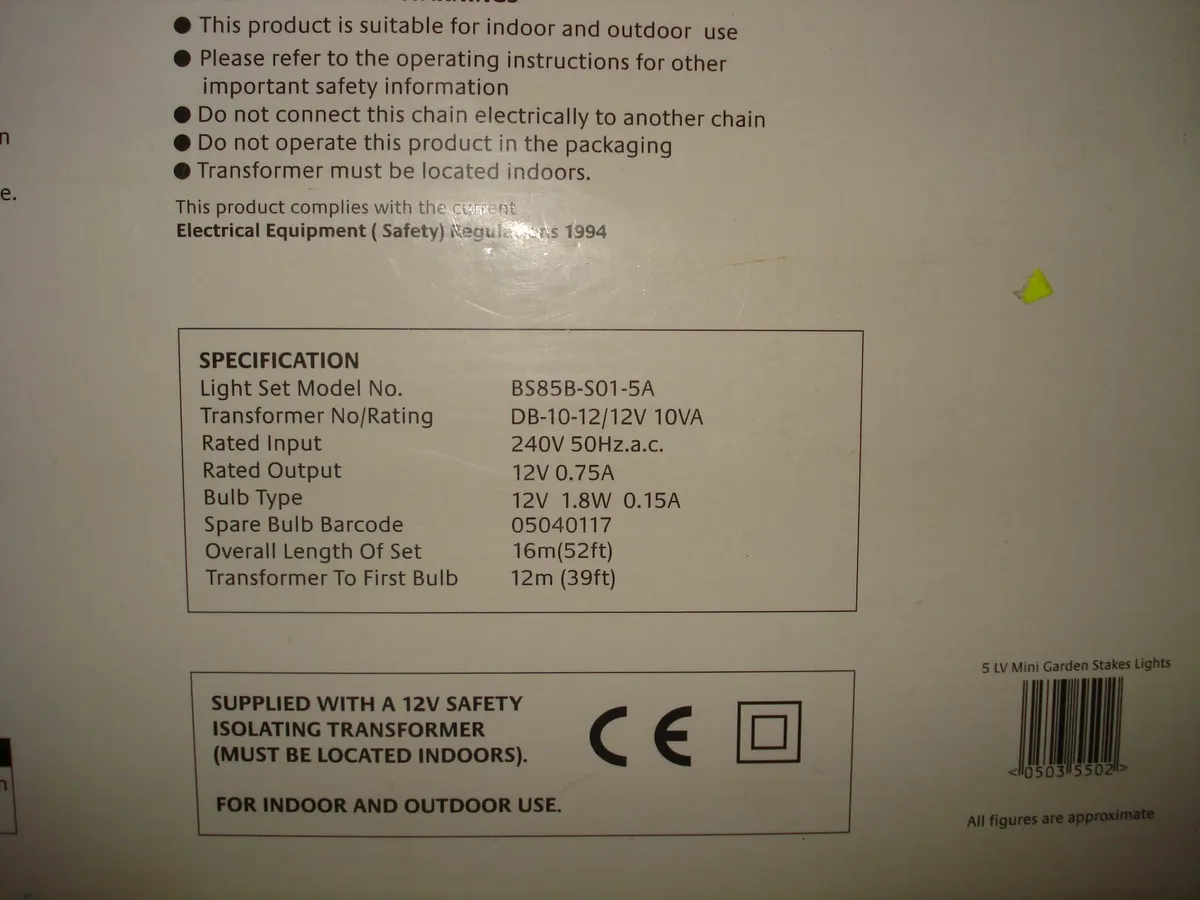 ● This product is suitable for indoor and outdoor use
● Please refer to the operating instructions for other
important safety information
● Do not connect this chain electrically to another chain
● Do not operate this product in the packaging
● Transformer must be located indoors.
This product complies with the current
Electrical Equipment ( Safety) Regulations 1994
SPECIFICATION
Light Set Model No. BS85B-S01-5A
Transformer No/Rating DB-10-12/12V 10VA
Rated Input 240V 50Hz.a.c.
Rated Output 12V 0.75A
Bulb Type 12V 1.8W 0.15A
Spare Bulb Barcode 05040117
Overall Length Of Set 16m(52ft)
Transformer To First Bulb 12m (39ft)
SUPPLIED WITH A 12V SAFETY
ISOLATING TRANSFORMER
(MUST BE LOCATED INDOORS).
FOR INDOOR AND OUTDOOR USE.
CE
5 LV Mini Garden Stakes Lights
<0503 5502>
All figures are approximate